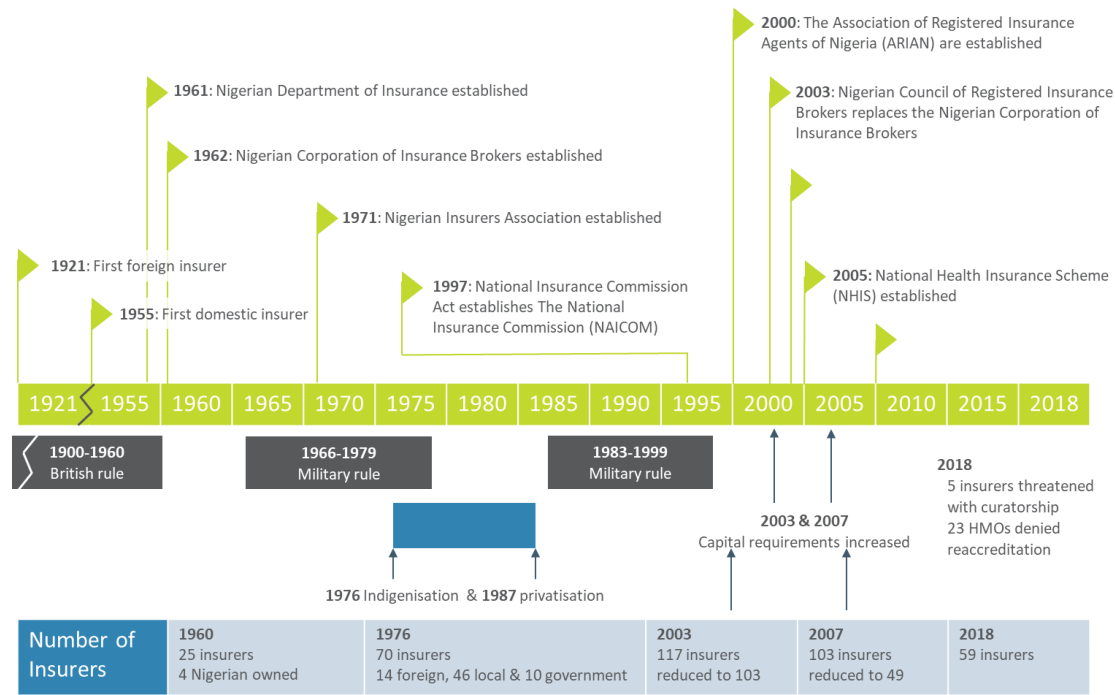 2000: The Association of Registered Insurance
Agents of Nigeria (ARIAN) are established
1961: Nigerian Department of Insurance established
2003: Nigerian Council of Registered Insurance
Brokers replaces the Nigerian Corporation of
Insurance Brokers
1962: Nigerian Corporation of Insurance Brokers established
1971: Nigerian Insurers Association established
1921: First foreign insurer
1997: National Insurance Commission
Act establishes The National
Insurance Commission (NAICOM)
2005: National Health Insurance Scheme
(NHIS) established
1955: First domestic insurer
1921 1955 1960 1965 1970 1975 1980 1985 1990 1995 2000 2005 2010 2015 2018
1900-1960
British rule
1966-1979
Military rule
1983-1999
Military rule
2018
5 insurers threatened
with curatorship
23 HMOs denied
reaccreditation
2003 & 2007
Capital requirements increased
1976 Indigenisation & 1987 privatisation
Number of
Insurers
1960
25 insurers
4 Nigerian owned
1976
70 insurers
14 foreign, 46 local & 10 government
2003
117 insurers
reduced to 103
2007
103 insurers
reduced to 49
2018
59 insurers